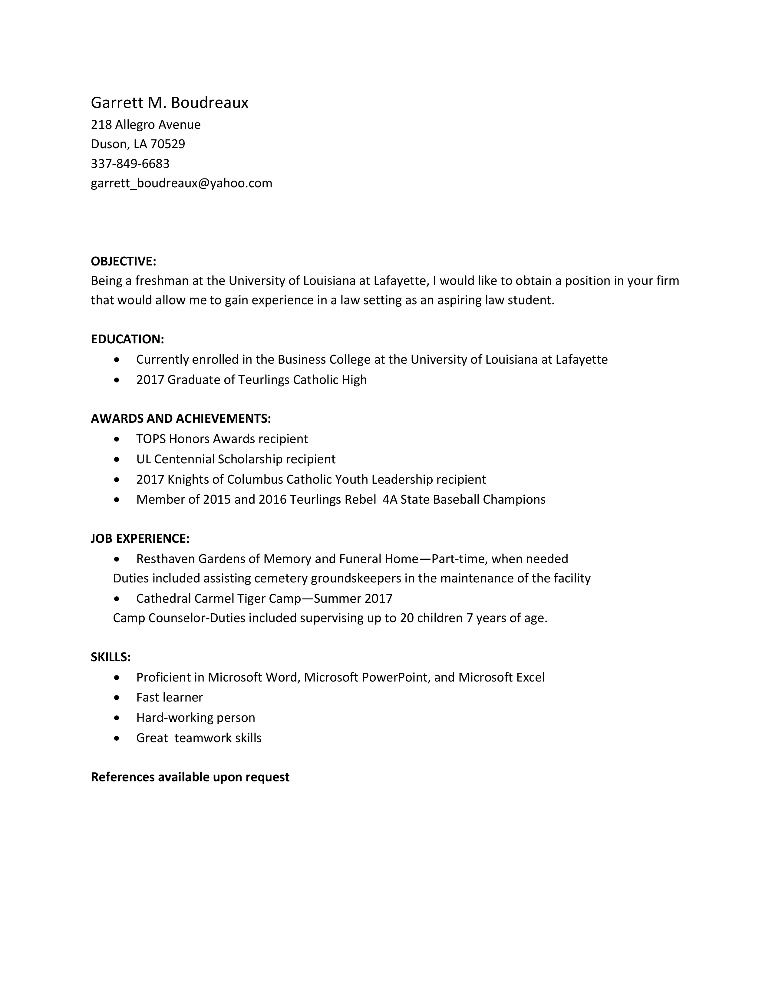 Garrett M. Boudreaux
218 Allegro Avenue
Duson, LA 70529
337-849-6683
garrett_boudreaux@yahoo.com
OBJECTIVE:
Being a freshman at the University of Louisiana at Lafayette, I would like to obtain a position in your firm
that would allow me to gain experience in a law setting as an aspiring law student.
EDUCATION:
• Currently enrolled in the Business College at the University of Louisiana at Lafayette
• 2017 Graduate of Teurlings Catholic High
AWARDS AND ACHIEVEMENTS:
• TOPS Honors Awards recipient
• UL Centennial Scholarship recipient
• 2017 Knights of Columbus Catholic Youth Leadership recipient
• Member of 2015 and 2016 Teurlings Rebel  4A State Baseball Champions
JOB EXPERIENCE:
• Resthaven Gardens of Memory and Funeral Home—Part-time, when needed
Duties included assisting cemetery groundskeepers in the maintenance of the facility
• Cathedral Carmel Tiger Camp—Summer 2017
Camp Counselor-Duties included supervising up to 20 children 7 years of age.
SKILLS:
• Proficient in Microsoft Word, Microsoft PowerPoint, and Microsoft Excel
• Fast learner
• Hard-working person
• Great  teamwork skills
References available upon request